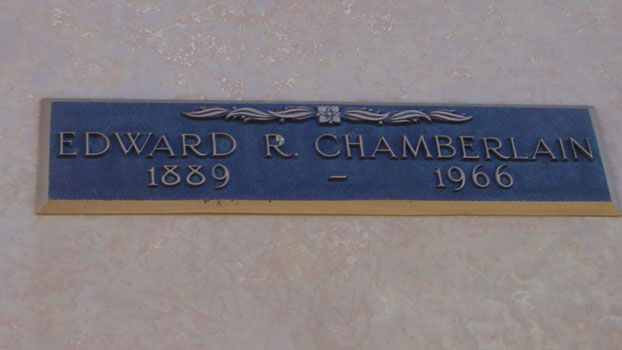 EDWARD R. CHAMBERLAIN
1889 – 1966